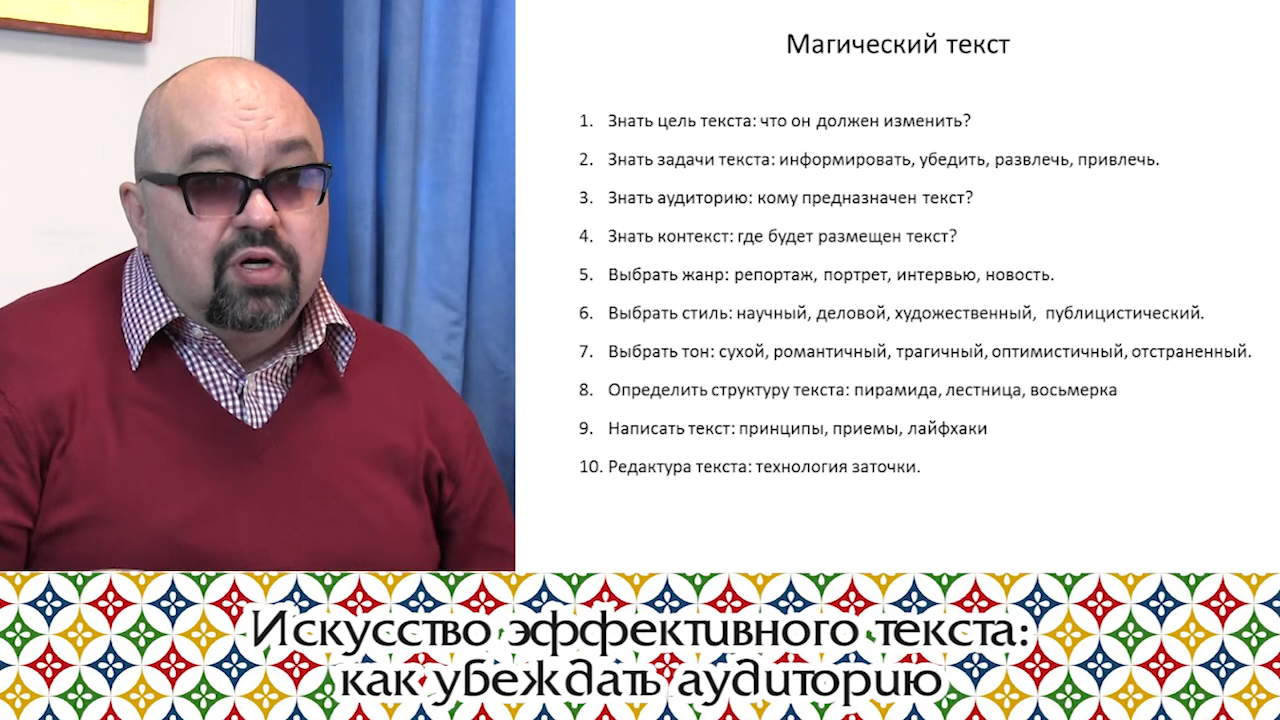 Магический текст
1. Знать цель текста: что он должен изменить?
2. Знать задачи текста: информировать, убедить, развлечь, привлечь.
3. Знать аудиторию: кому предназначен текст?
4. Знать контекст: где будет размещен текст?
5. Выбрать жанр: репортаж, портрет, интервью, новость.
6. Выбрать стиль: научный, деловой, художественный, публицистический.
7. Выбрать тон: сухой, романтичный, трагичный, оптимистичный, отстраненный.
8. Определить структуру текста: пирамида, лестница, восьмерка
9. Написать текст: принципы, приемы, лайфхаки
10. Редактура текста: технология заточки.
Искусство эффективного текста:
как убеждать аудиторию